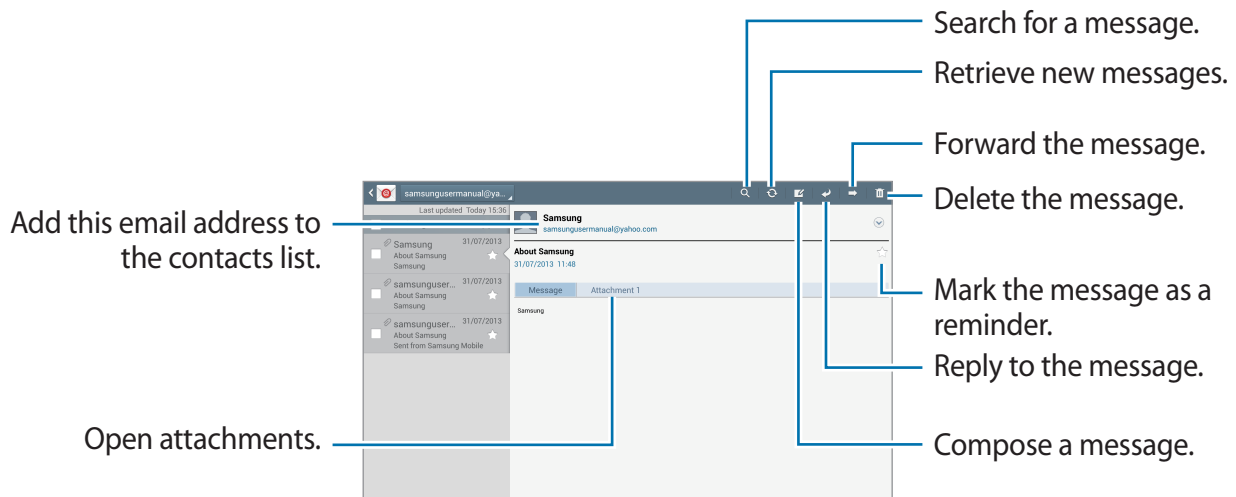 Search for a message.
Retrieve new messages.
Forward the message.
Delete the message.
Add this email address to
the contacts list.
Mark the message as a
reminder.
Reply to the message.
Open attachments.
Compose a message.
samsungusermanual@ya...
Last updated Today 15:36
Samsung 31/07/2013
About Samsung
Samsung
samsunguser... 31/07/2013
About Samsung
Samsung
samsunguser... 31/07/2013
About Samsung
Sent from Samsung Mobile
Samsung
samsungusermanual@yahoo.com
About Samsung
31/07/2013 11:48
Message Attachment 1
Samsung